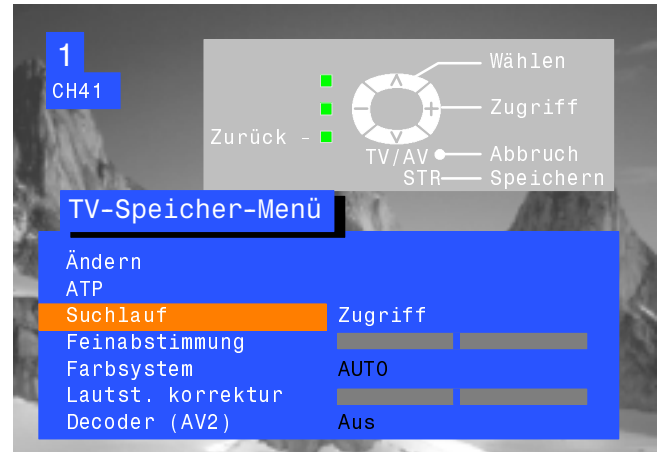 1
CH41
Wählen
Zugriff
Zurück -
TV/AV Abbruch
STR Speichern
TV-Speicher-Menü
Ändern
ATP
Suchlauf Zugriff
Feinabstimmung
Farbsystem AUTO
Lautst. korrektur
Decoder (AV2) Aus